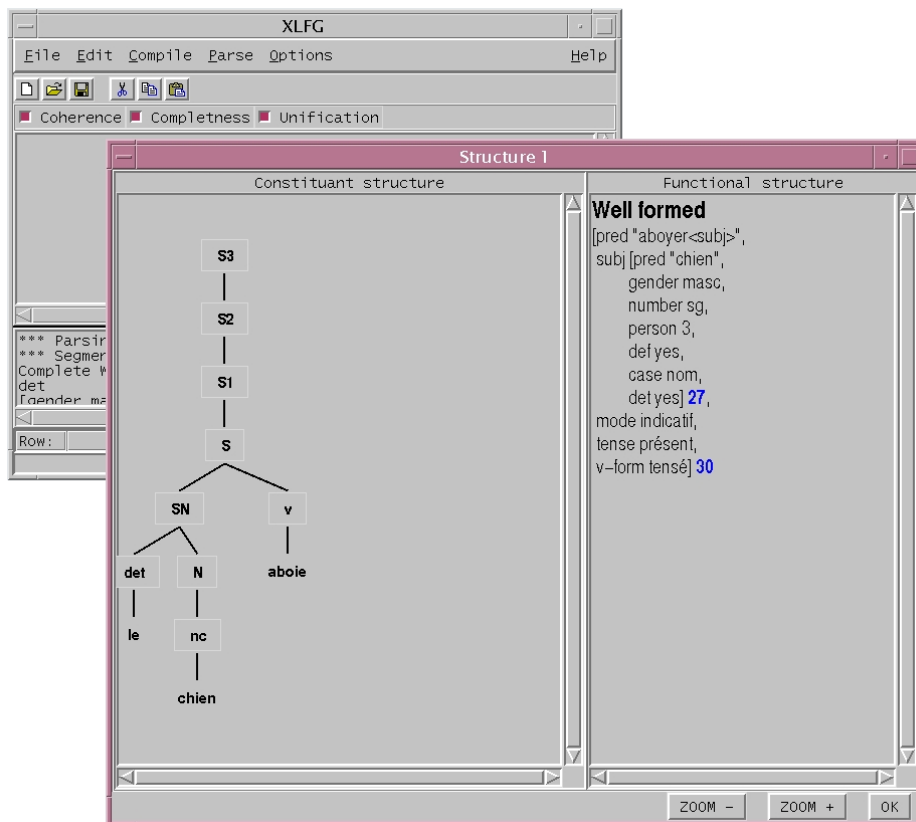 XLFG
File Edit Compile Parse Options Help
Coherence Completness Unification
Structure 1
Constituant structure
Functional structure
S3
S2
S1
S
SN v
det N aboie
le nc
chien
Well formed
[pred "aboyer<subj>",
subj [pred "chien",
gender masc,
number sg,
person 3,
def yes,
case nom,
det yes] 27,
mode indicatif,
tense présent,
v–form tensé] 30
*** Parsin
*** Segmen
Complete W
det
[gender ma
Row:
ZOOM – ZOOM + OK